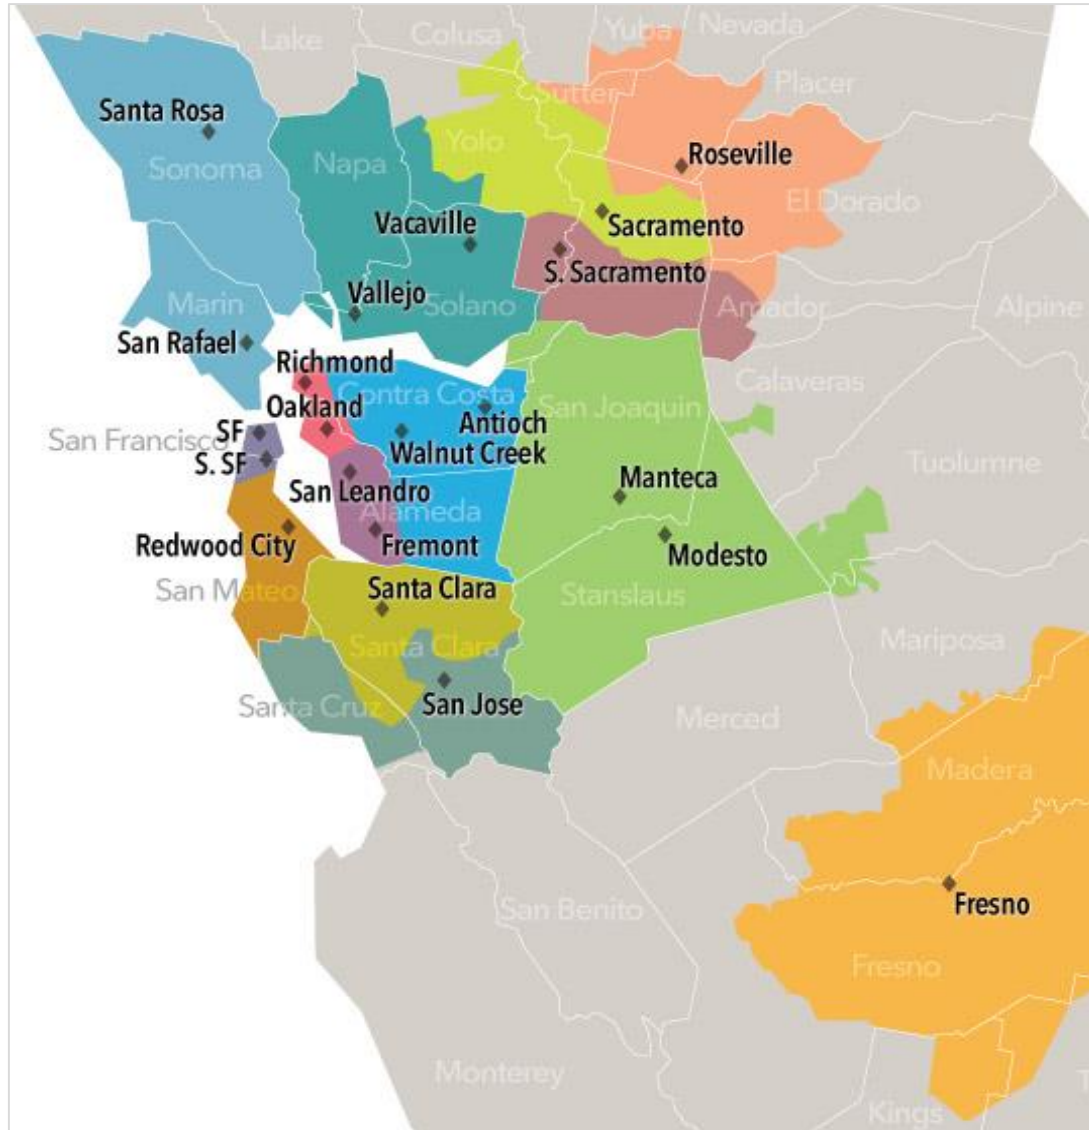 Lake
Colusa
Yuba
Nevada
Placer
Sutter
Santa Rosa
Sonoma
Napa
Yolo
Roseville
El Dorado
Vacaville
Sacramento
S. Sacramento
Vallejo
Solano
Marin
Amador
Alpine
San Rafael
Richmond
Contra Costa
Calaveras
Oakland
Antioch
San Joaquin
SF
San Francisco
Walnut Creek
S. SF
Tuolumne
San Leandro
Manteca
Alameda
Fremont
Redwood City
Modesto
San Mateo
Santa Clara
Stanslaus
Santa Clara
Mariposa
San Jose
Santa Cruz
Merced
Madera
Fresno
San Benito
Fresno
Monterey
Kings
T